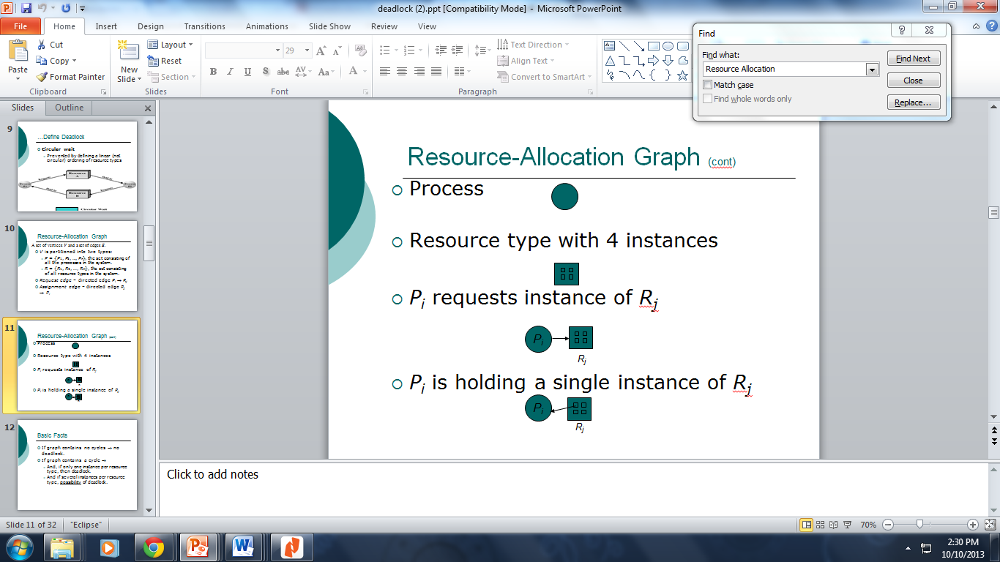 deadlock (2).ppt [Compatibility Mode] - Microsoft PowerPoint
File Home Insert Design Transitions Animations Slide Show Review View
Paste
Cut
Copy
Format Painter
Clipboard
New Slide
Layout
Reset
Section
Slides
29
B I U S abc AV Aa A
Font
Text Direction
Align Text
Convert to SmartArt
Paragraph
Find
Find what:
Resource Allocation
Match case
Find whole words only
Find Next
Close
Replace...
Slides Outline
9
...Define Deadlock
Circular wait
Prevented by defining a linear (not
circular) ordering of resource types
Circular Wait
10
Resource-Allocation Graph
A set of vertices V and a set of edges E.
V is partitioned into two types:
P = {P1, P2, ..., Pn}, the set consisting of
all the processes in the system.
R = {R1, R2, ..., Rm}, the set consisting
of all resource types in the system.
Request edge – directed edge Pi → Rj
Assignment edge – directed edge Rj
→ Pi
11
Resource-Allocation Graph (cont)
Process
Resource type with 4 instances
Pi requests instance of Rj
Pi is holding a single instance of Rj
12
Basic Facts
If graph contains no cycles ⇒ no
deadlock.
If graph contains a cycle ⇒
And, if only one instance per resource
type, then deadlock.
And if several instances per resource
type, possibility of deadlock.
Resource-Allocation Graph (cont)
Process
Resource type with 4 instances
Pi requests instance of Rj
Pi
Rj
Pi is holding a single instance of Rj
Pi
Rj
Click to add notes
Slide 11 of 32 "Eclipse" 70%
2:30 PM
10/10/2013